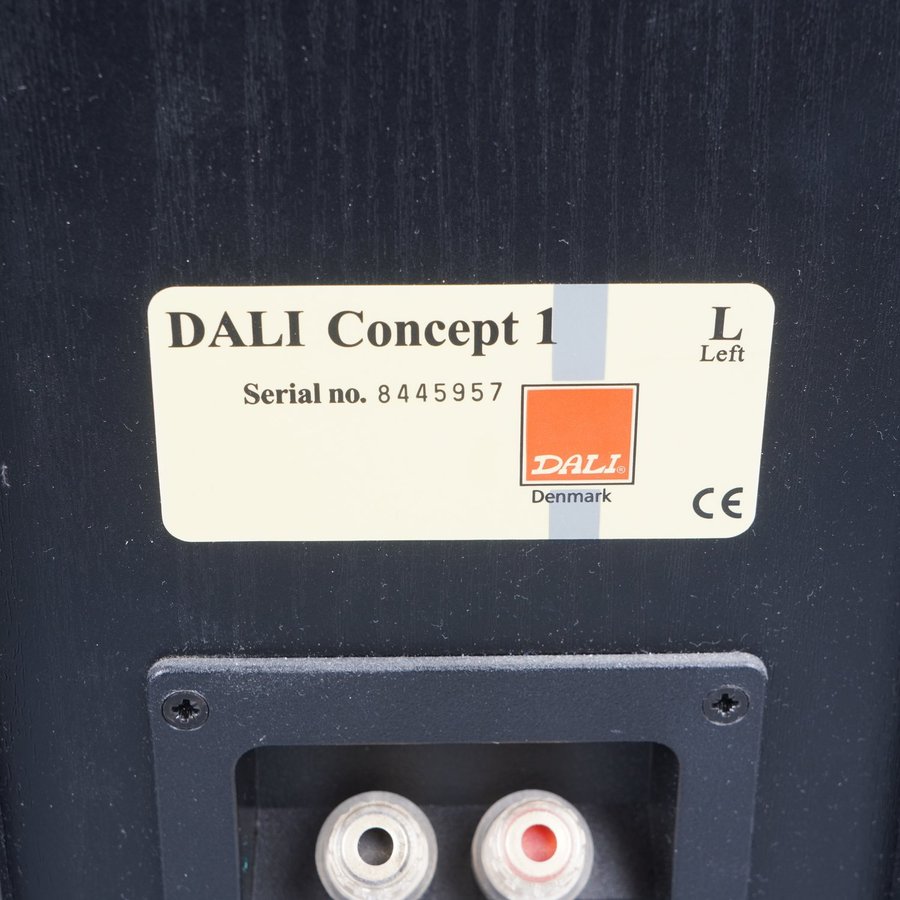 DALI Concept 1
L
Left
Serial no. 8445957
DALI®
Denmark
CE